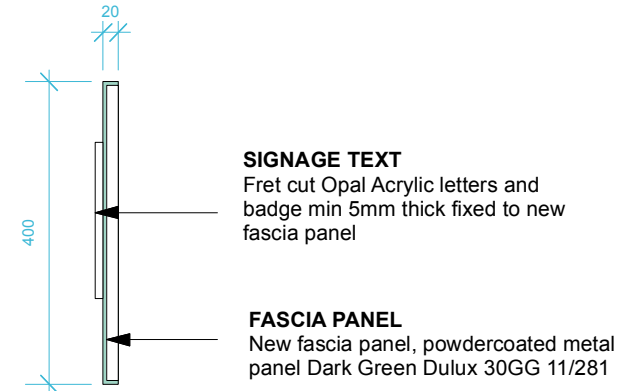 20
SIGNAGE TEXT
Fret cut Opal Acrylic letters and
badge min 5mm thick fixed to new
fascia panel
400
FASCIA PANEL
New fascia panel, powdercoated metal
panel Dark Green Dulux 30GG 11/281